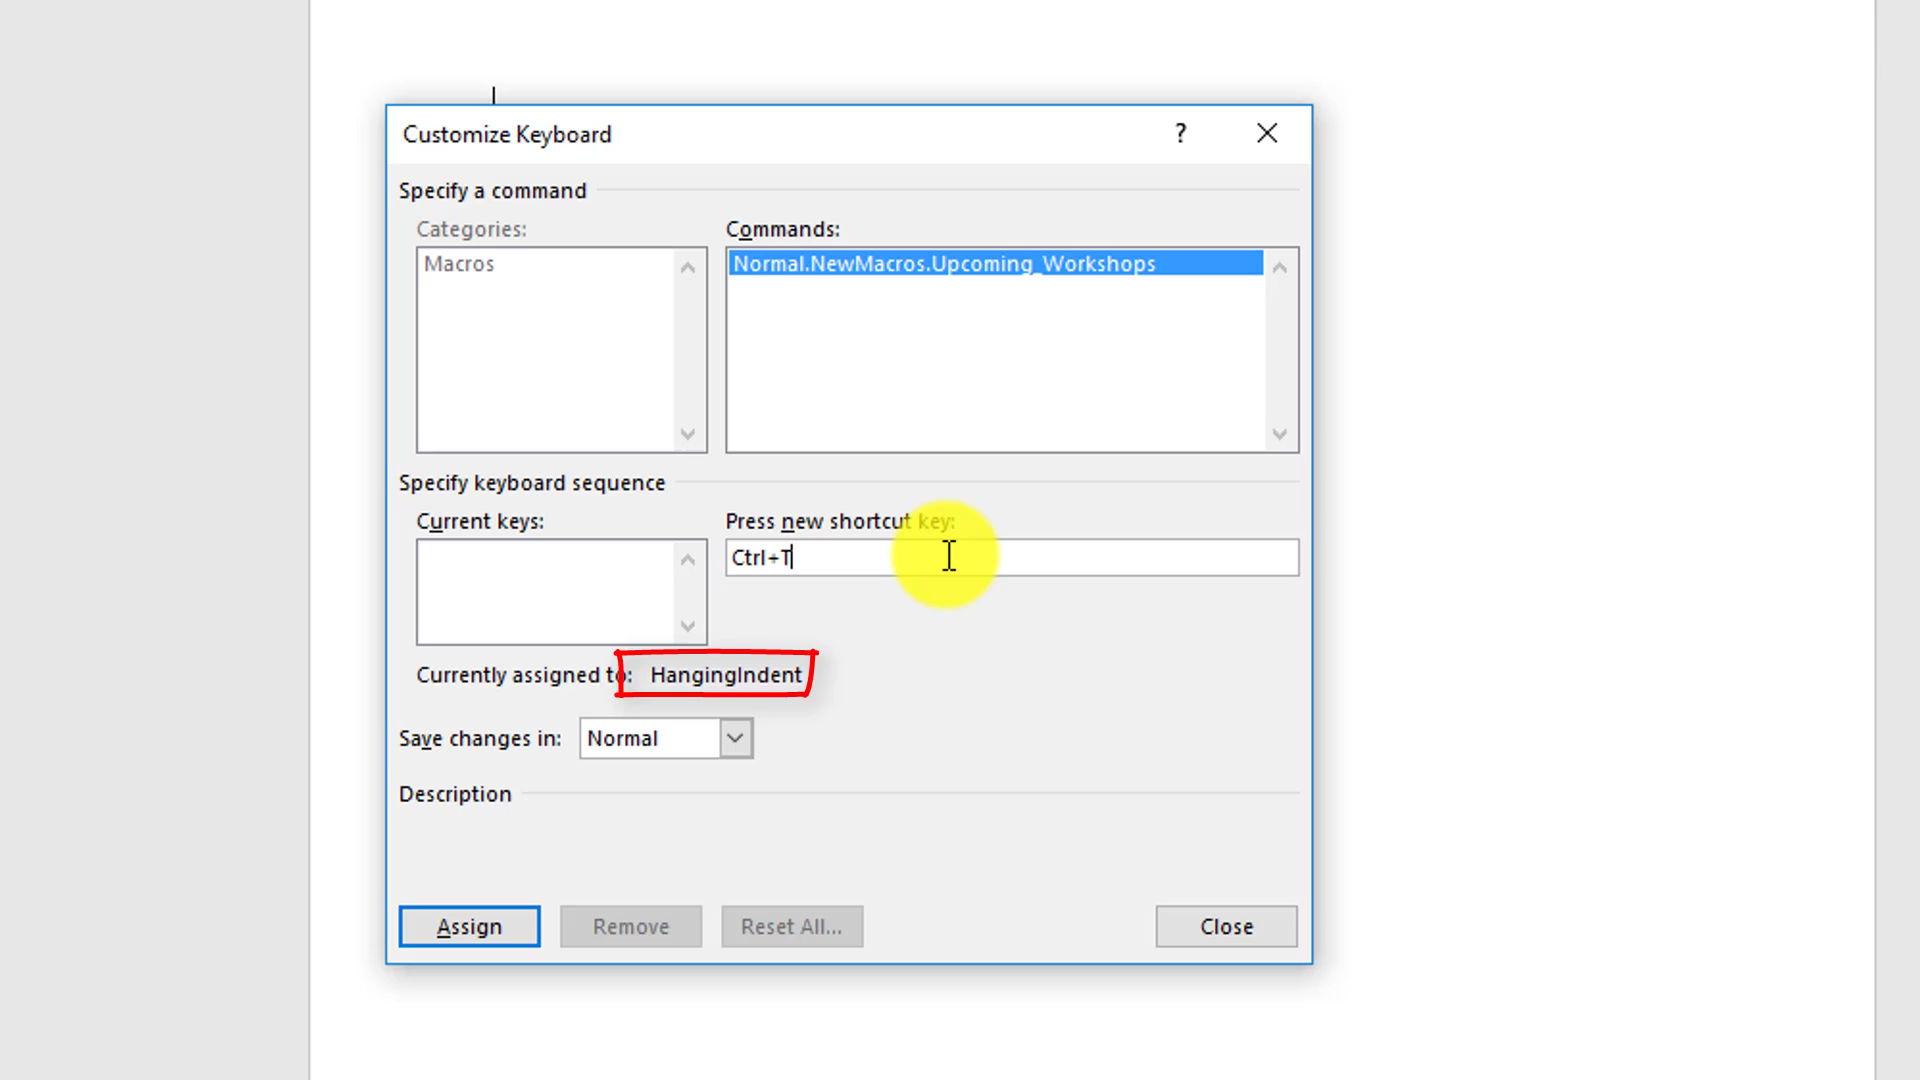 Customize Keyboard ?
Specify a command
Categories:
Commands:
Macros
Normal.NewMacros.Upcoming_Workshops
Specify keyboard sequence
Current keys:
Press new shortcut key:
Ctrl+T
Currently assigned to: HangingIndent
Save changes in: Normal
Description
Assign
Remove
Reset All...
Close